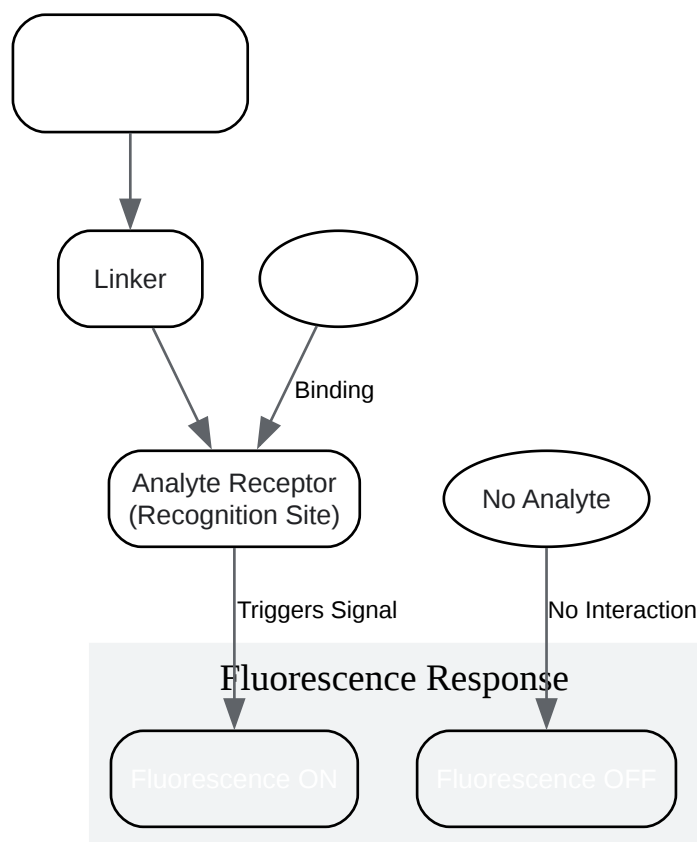 Linker
Binding
Analyte Receptor
(Recognition Site)
No Analyte
Triggers Signal
No Interaction
Fluorescence Response
Fluorescence ON
Fluorescence OFF